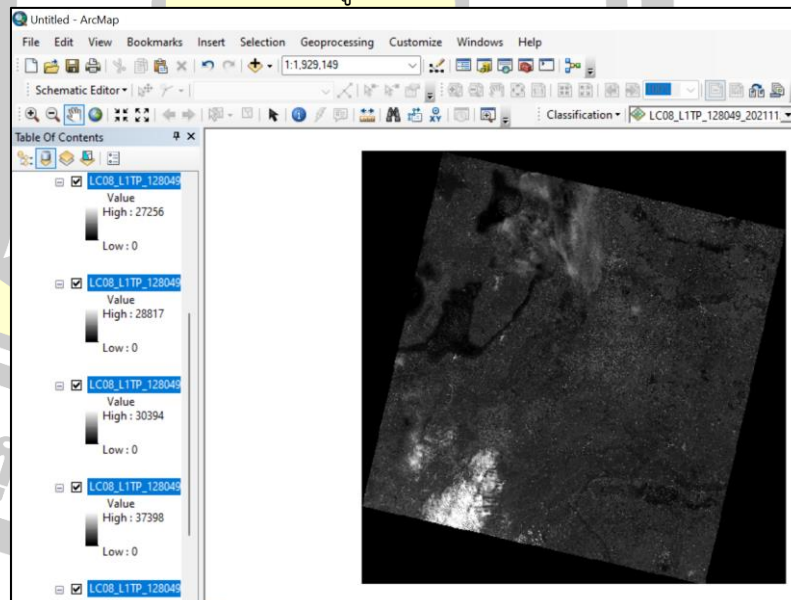 Untitled - ArcMap
File Edit View Bookmarks Insert Selection Geoprocessing Customize Windows Help
1:1,929,149
Schematic Editor
Classification LC08_L1TP_128049_202111
Table Of Contents
LC08_L1TP_128049
Value
High : 27256
Low : 0
LC08_L1TP_128049
Value
High : 28817
Low : 0
LC08_L1TP_128049
Value
High : 30394
Low : 0
LC08_L1TP_128049
Value
High : 37398
Low : 0
LC08_L1TP_128049